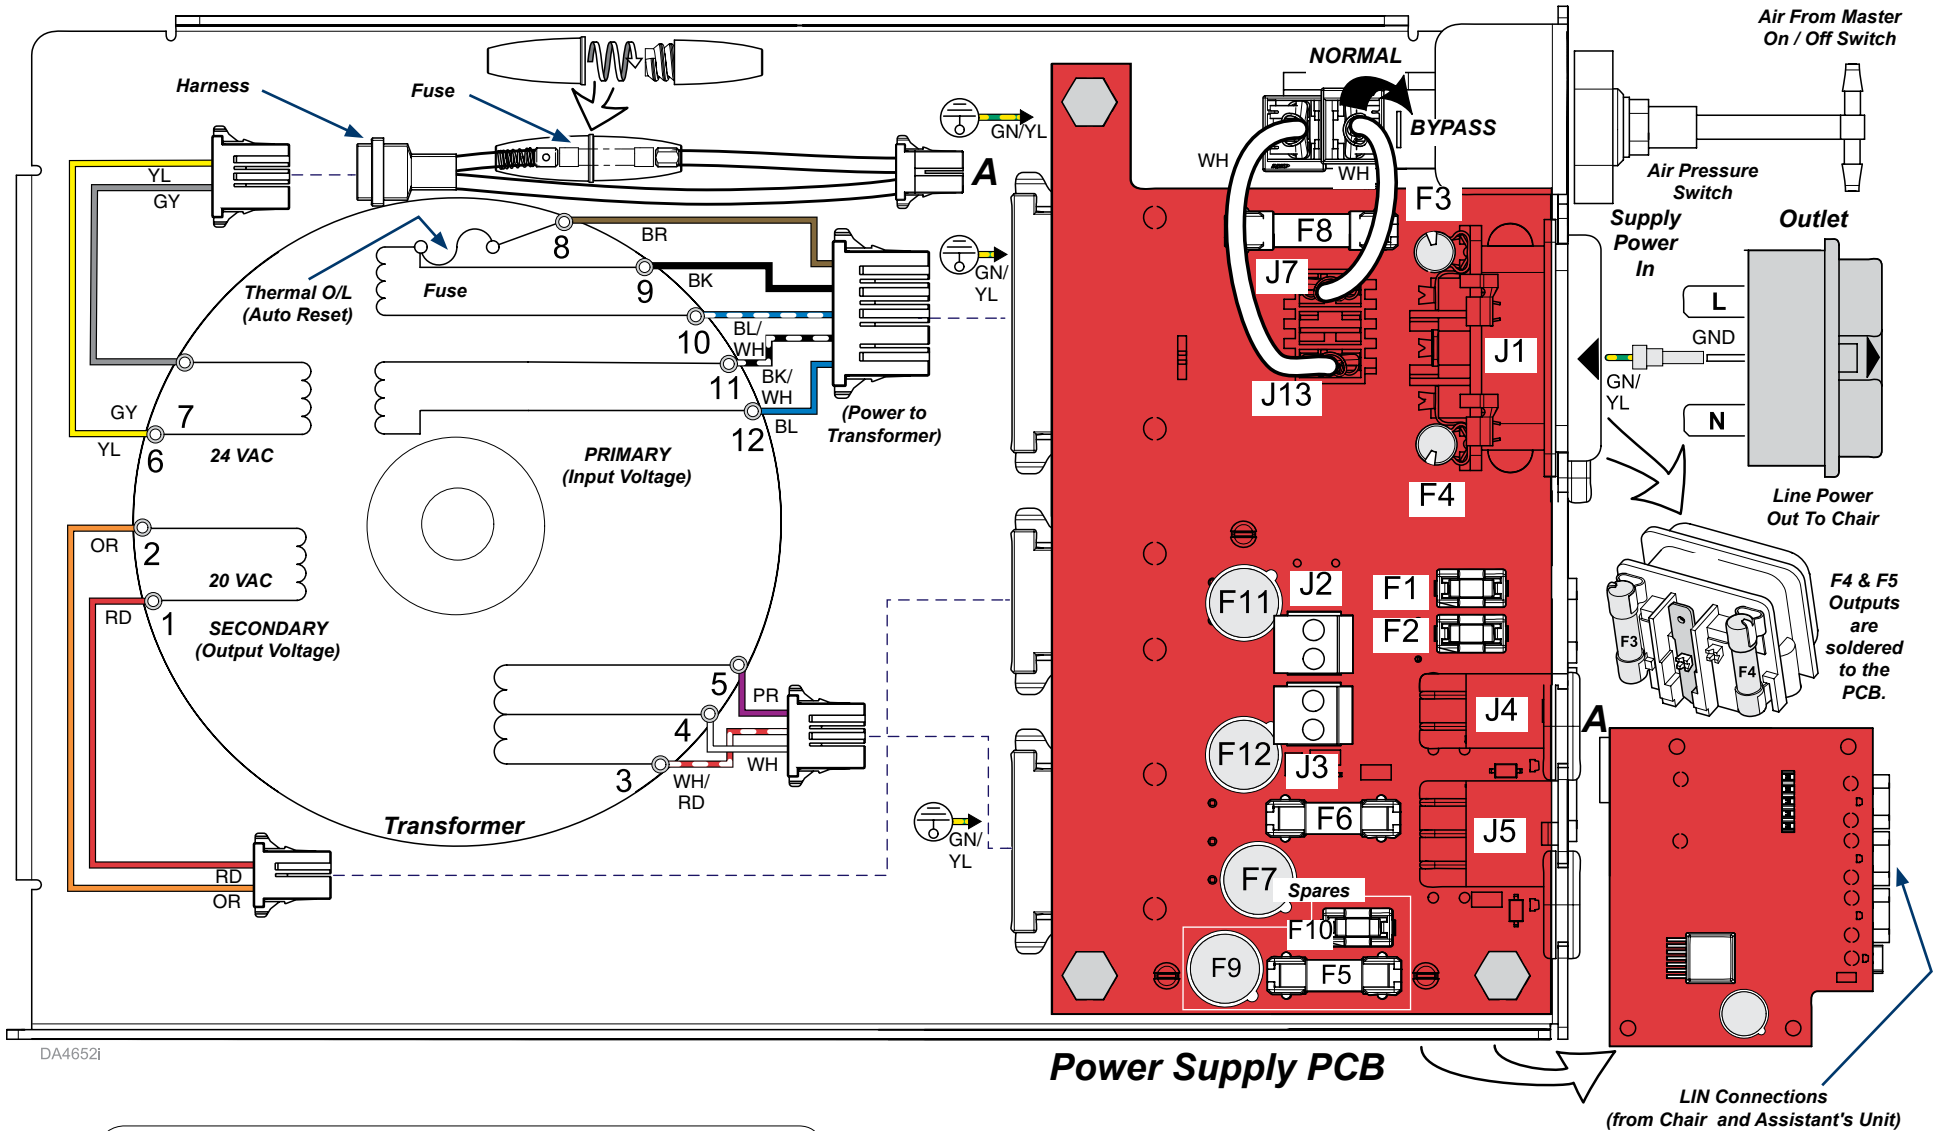 Air From Master
On / Off Switch
NORMAL
BYPASS
Harness
Fuse
GN/YL
A
WH
WH
Air Pressure
Switch
YL
GY
F3
F8
Supply
Power
In
Outlet
8
BR
BK
9
Thermal O/L
(Auto Reset)
Fuse
GN/
YL
J7
L
GND
10
BL/
WH
11
BK/
WH
BL
12
J13
J1
GN/
YL
N
(Power to
Transformer)
GY
YL
7
6
24 VAC
PRIMARY
(Input Voltage)
F4
Line Power
Out To Chair
OR
2
20 VAC
RD
1
SECONDARY
(Output Voltage)
F11
J2
F1
F2
F3
F4
F4 & F5
Outputs
are
soldered
to the
PCB.
5
PR
4
3
WH/
RD
WH
F12
J3
J4
A
F6
J5
Transformer
GN/
YL
F7
Spares
F10
F9
F5
RD
OR
D
D
D
D
DA4652i
Power Supply PCB
LIN Connections
(from Chair and Assistant's Unit)